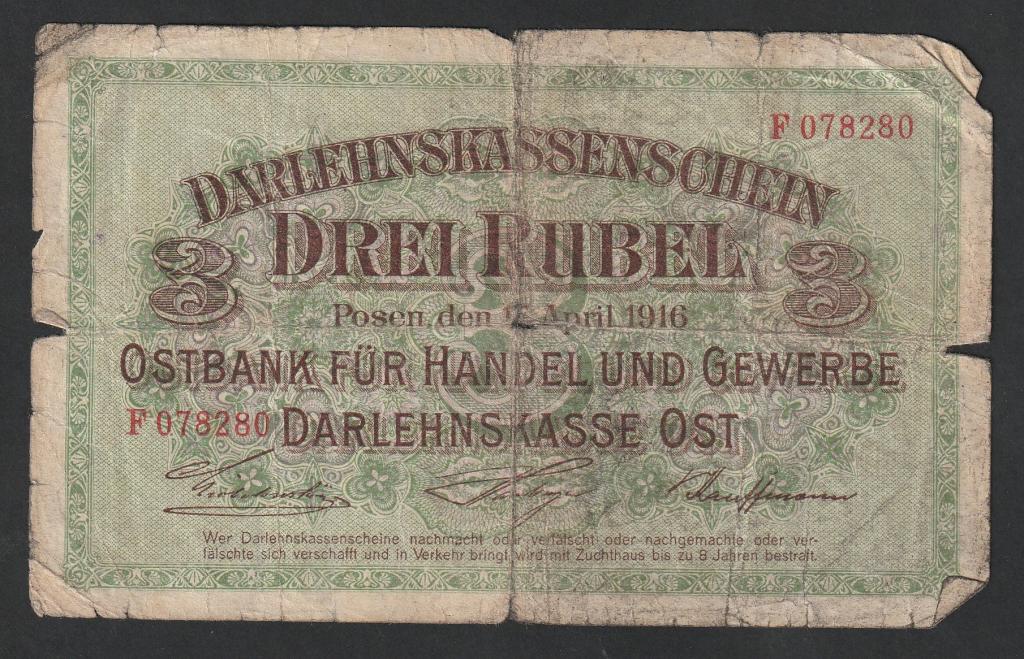 F 078280
DARLEHNSKASSENSCHEIN
3 DREI RUBEL 3
Posen den April 1916
OSTBANK FÜR HANDEL UND GEWERBE
F 078280 DARLEHNSKASSE OST
Kauffmann
Wer Darlehnskassenscheine nachmacht oder verfälscht oder nachgemachte oder ver-
fälschte sich verschafft und in Verkehr bringt, wird mit Zuchthaus bis zu 8 Jahren bestraft.